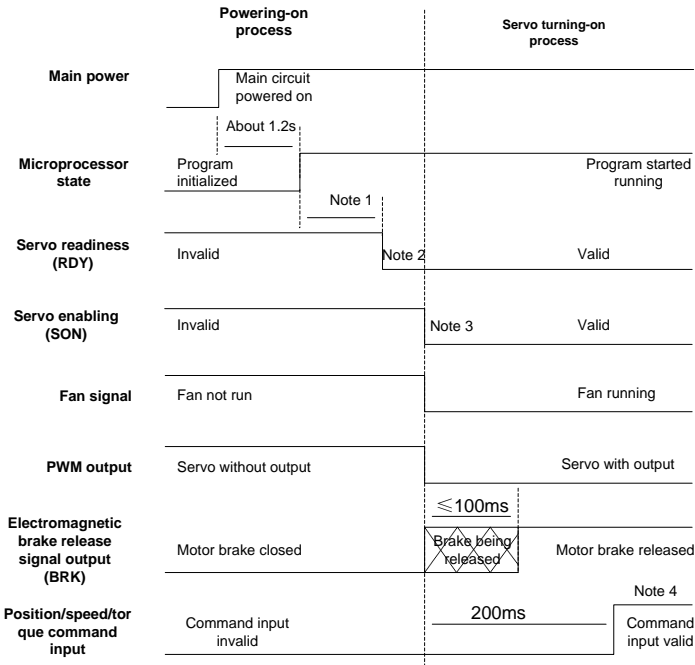 Powering-on
process
Servo turning-on
process
Main power
Main circuit
powered on
About 1.2s
Microprocessor
state
Program
initialized
Program started
running
Note 1
Servo readiness
(RDY)
Invalid
Note 2
Valid
Servo enabling
(SON)
Invalid
Note 3
Valid
Fan signal
Fan not run
Fan running
PWM output
Servo without output
Servo with output
≤100ms
Electromagnetic
brake release
signal output
(BRK)
Motor brake closed
Brake being
released
Motor brake released
Note 4
Position/speed/tor
que command
input
Command input
invalid
200ms
Command
input valid